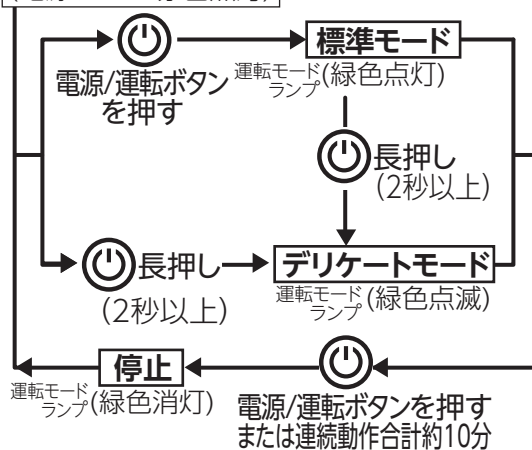 電源/運転ボタン
を押す
標準モード
運転モード
ランプ(緑色点灯)
長押し
(2秒以上)
長押し
(2秒以上)
デリケートモード
運転モード
ランプ(緑色点滅)
停止
運転モード
ランプ(緑色消灯)
電源/運転ボタンを押す
または連続動作合計約10分